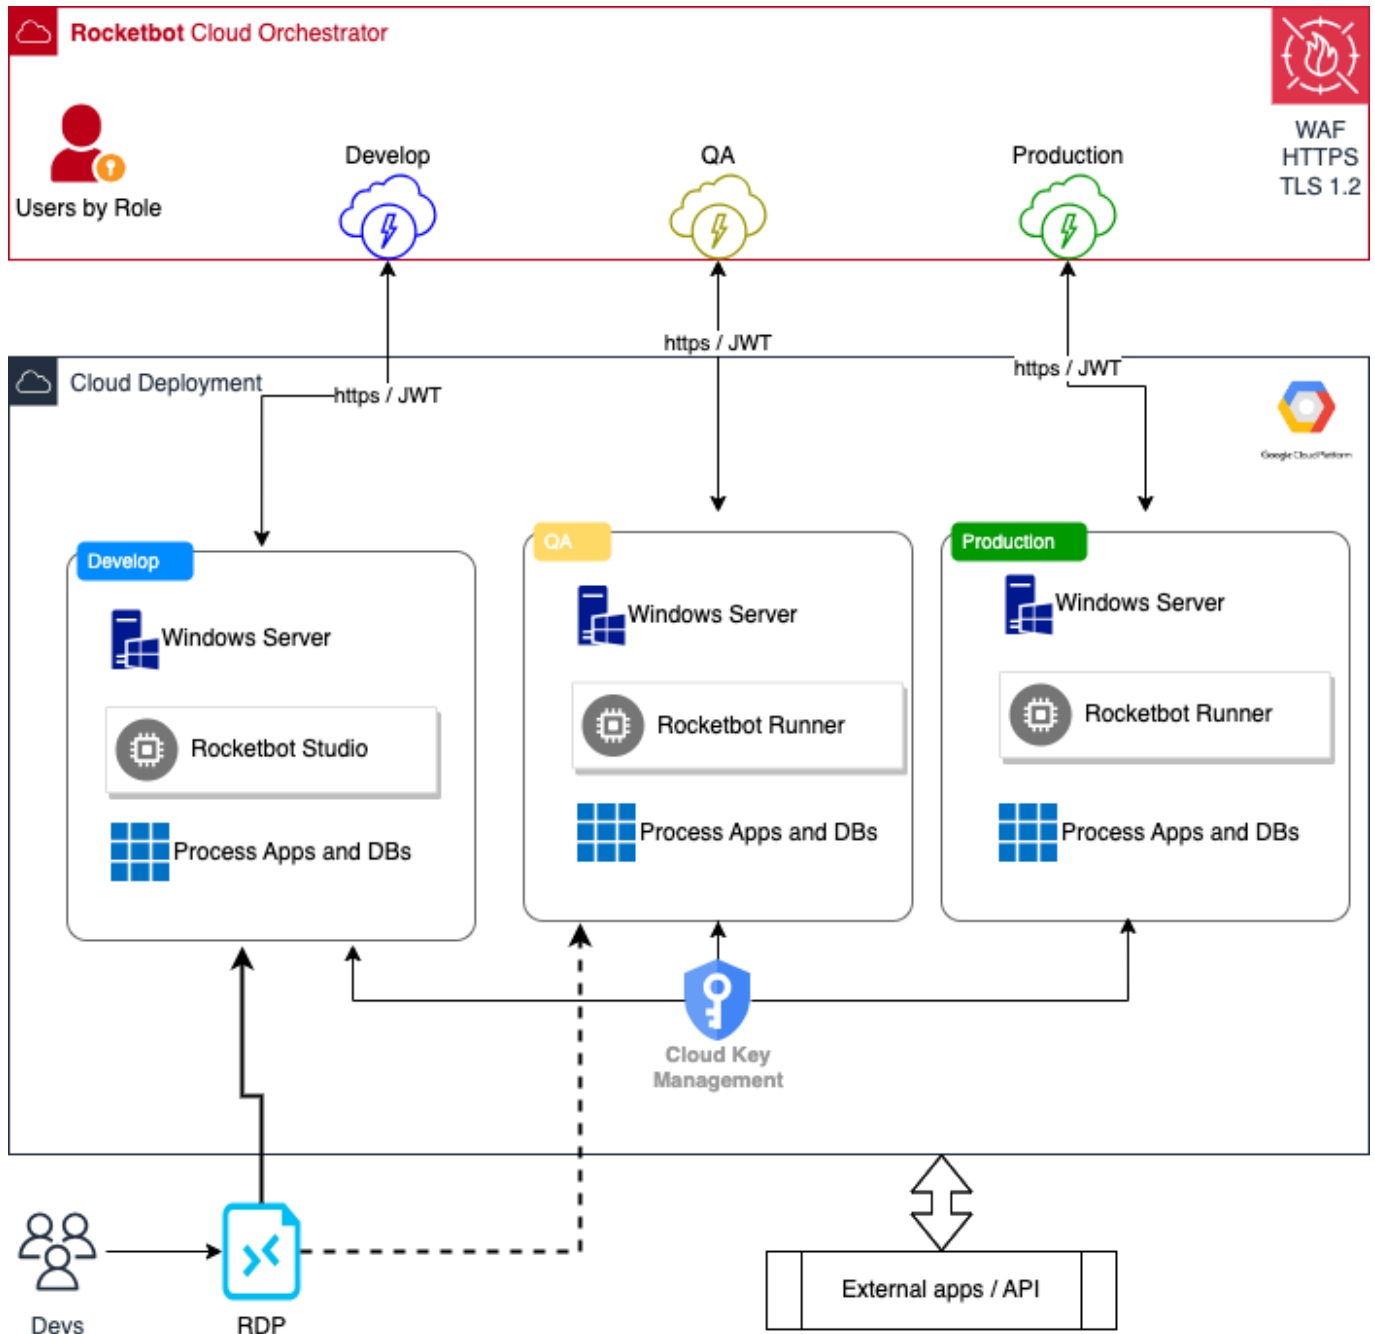 Rocketbot Cloud Orchestrator
WAF
HTTPS
TLS 1.2
Users by Role
Develop
QA
Production
https / JWT
https / JWT
https / JWT
Cloud Deployment
Google Cloud Platform
Develop
Windows Server
Rocketbot Studio
Process Apps and DBs
QA
Windows Server
Rocketbot Runner
Process Apps and DBs
Production
Windows Server
Rocketbot Runner
Process Apps and DBs
Cloud Key
Management
Devs
RDP
External apps / API